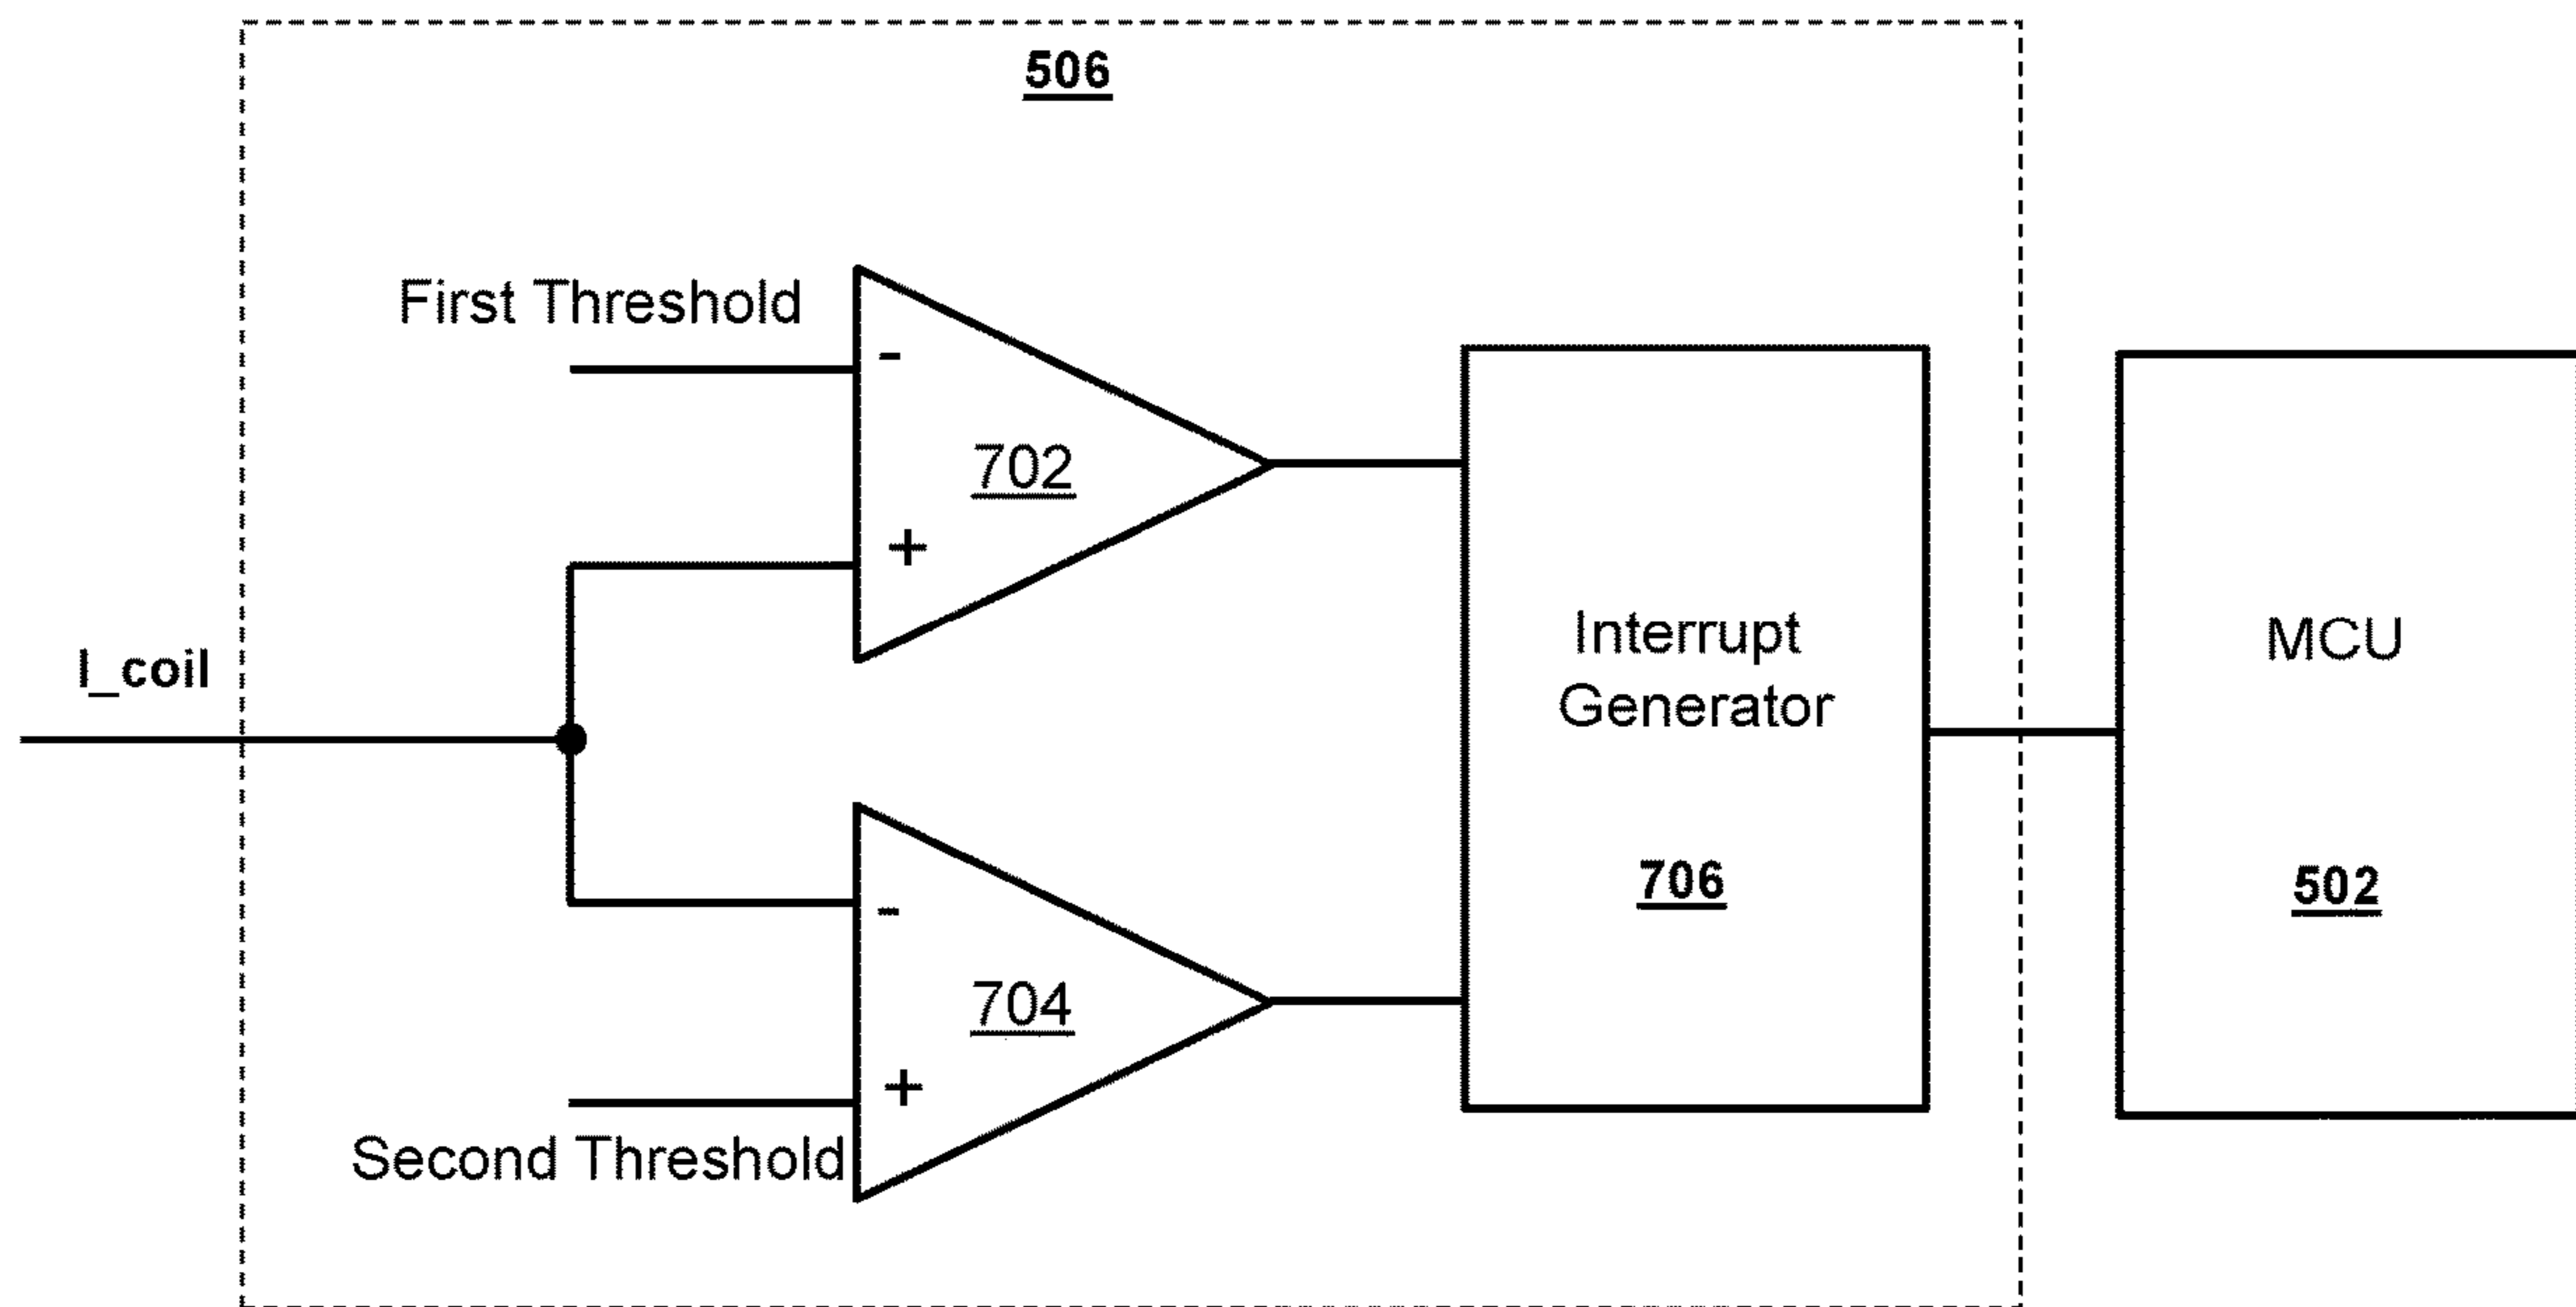 506
First Threshold
-
702
+
I_coil
Interrupt
Generator
706
MCU
502
-
704
+
Second Threshold